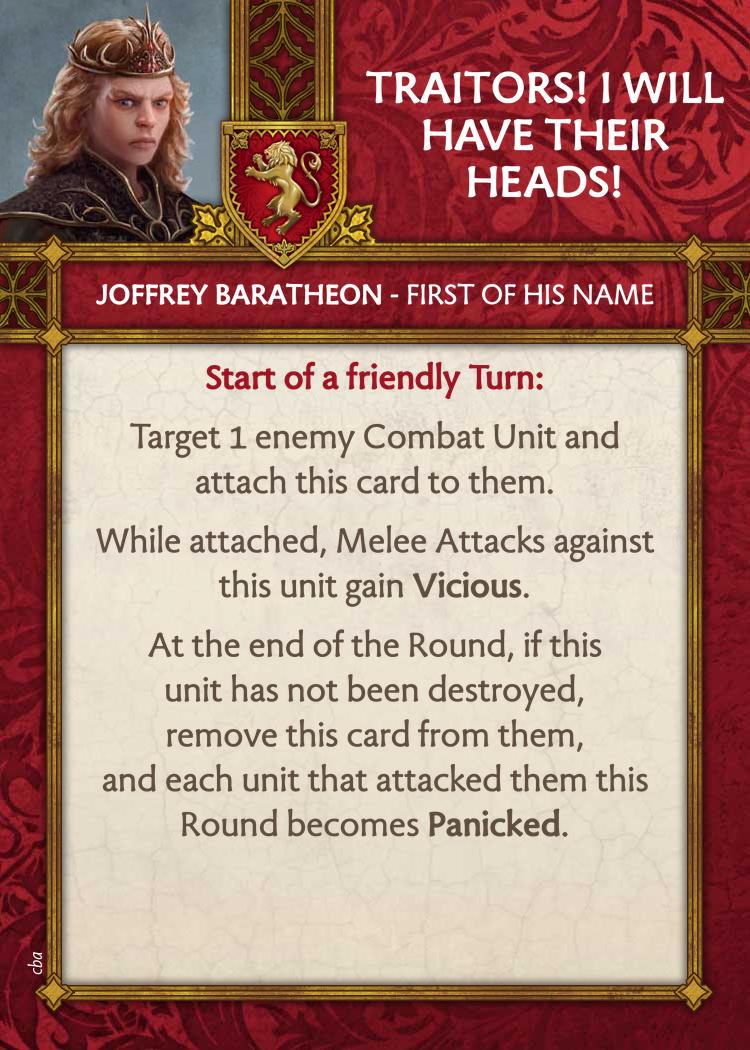 TRAITORS! I WILL
HAVE THEIR
HEADS!
JOFFREY BARATHEON - FIRST OF HIS NAME
Start of a friendly Turn:
Target 1 enemy Combat Unit and
attach this card to them.
While attached, Melee Attacks against
this unit gain Vicious.
At the end of the Round, if this
unit has not been destroyed,
remove this card from them,
and each unit that attacked them this
Round becomes Panicked.
cba